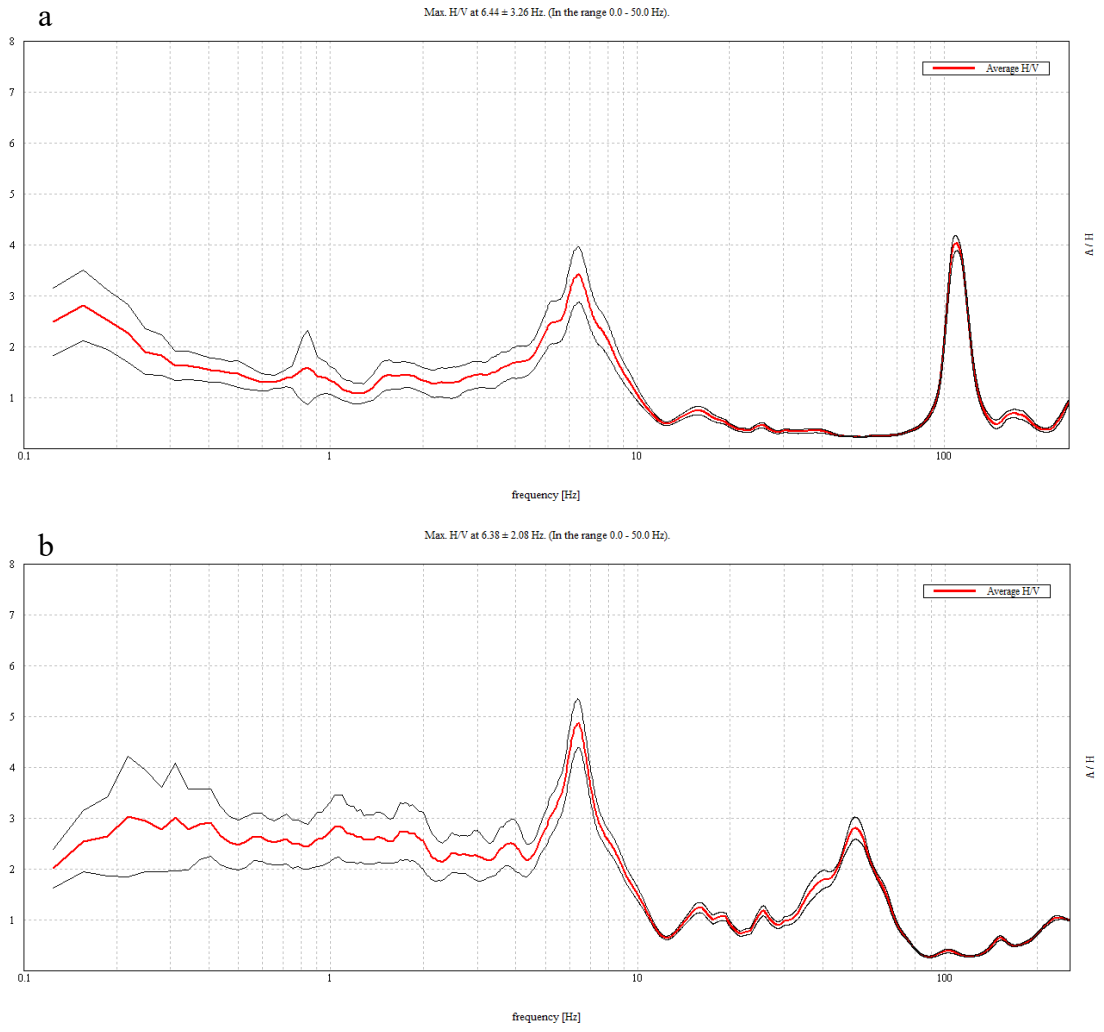 a
Max. H/V at 6.44 ± 3.26 Hz. (In the range 0.0 - 50.0 Hz).
8
Average H/V
7
6
5
4
H / V
3
2
1
0.1 1 10 100
frequency [Hz]
b
Max. H/V at 6.38 ± 2.08 Hz. (In the range 0.0 - 50.0 Hz).
8
Average H/V
7
6
5
4
H / V
3
2
1
0.1 1 10 100
frequency [Hz]